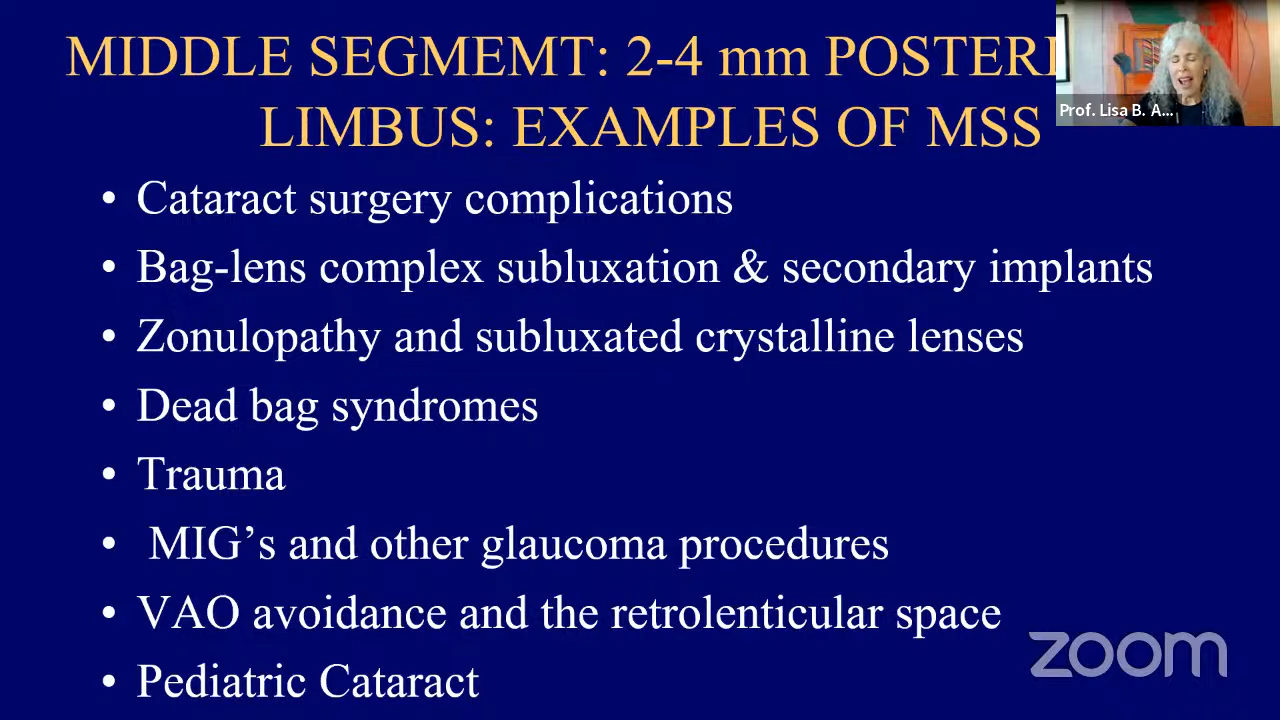 MIDDLE SEGMEMT: 2-4 mm
LIMBUS: EXAMPLES OF MSS
Prof. Lisa B. A...
• Cataract surgery complications
• Bag-lens complex subluxation & secondary implants
• Zonulopathy and subluxated crystalline lenses
• Dead bag syndromes
• Trauma
• MIG’s and other glaucoma procedures
• VAO avoidance and the retrolenticular space
• Pediatric Cataract
zoom